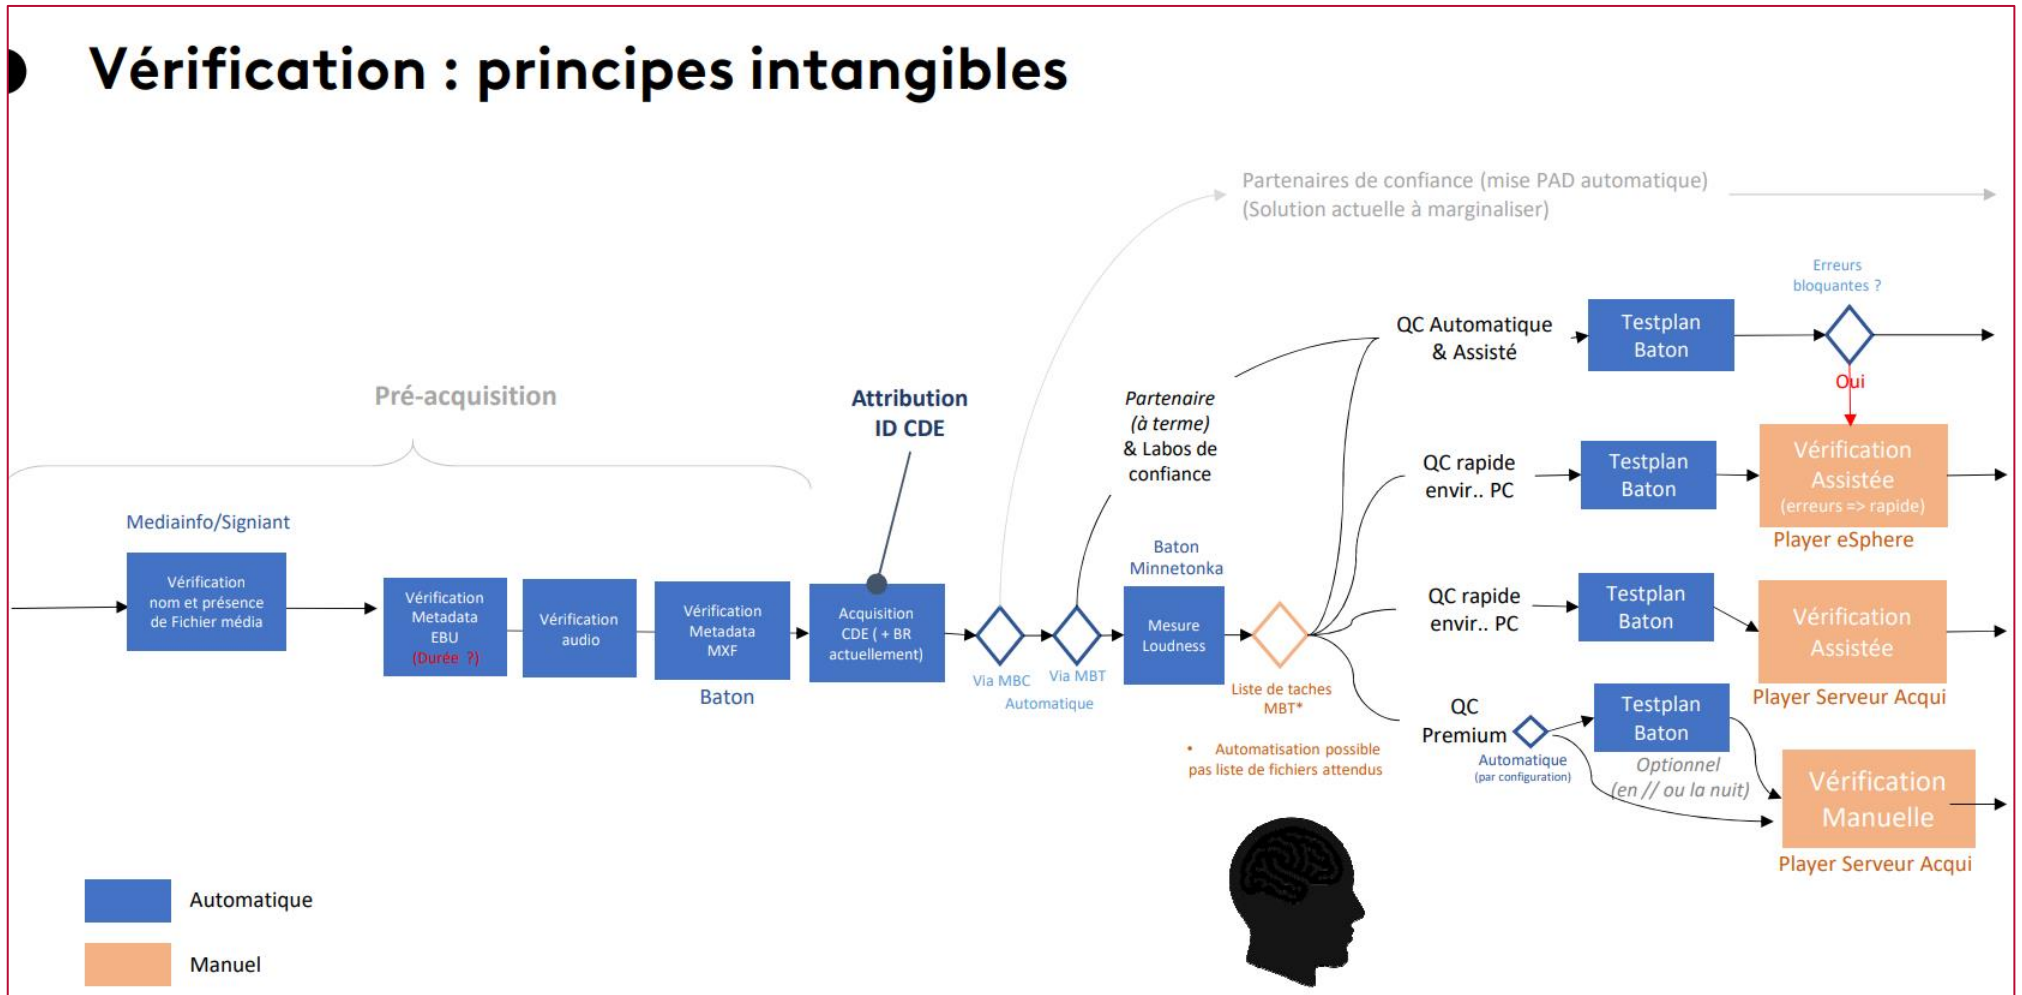 Vérification : principes intangibles
Partenaires de confiance (mise PAD automatique)
(Solution actuelle à marginaliser)
Erreurs
bloquantes ?
QC Automatique
& Assisté
Testplan
Baton
Oui
Pré-acquisition
Attribution
ID CDE
Partenaire
(à terme)
& Labos de
confiance
QC rapide
envir.. PC
Testplan
Baton
Vérification
Assistée
(erreurs => rapide)
Player eSphere
Mediainfo/Signiant
Vérification
nom et présence
de Fichier média
Vérification
Metadata
EBU
(Durée ?)
Vérification
audio
Vérification
Metadata
MXF
Baton
Acquisition
CDE ( + BR
actuellement)
Via MBC
Via MBT
Automatique
Baton
Minnetonka
Mesure
Loudness
Liste de taches
MBT*
• Automatisation possible
pas liste de fichiers attendus
QC rapide
envir.. PC
Testplan
Baton
Vérification
Assistée
Player Serveur Acqui
QC
Premium
Automatique
(par configuration)
Testplan
Baton
Optionnel
(en // ou la nuit)
Vérification
Manuelle
Player Serveur Acqui
Automatique
Manuel